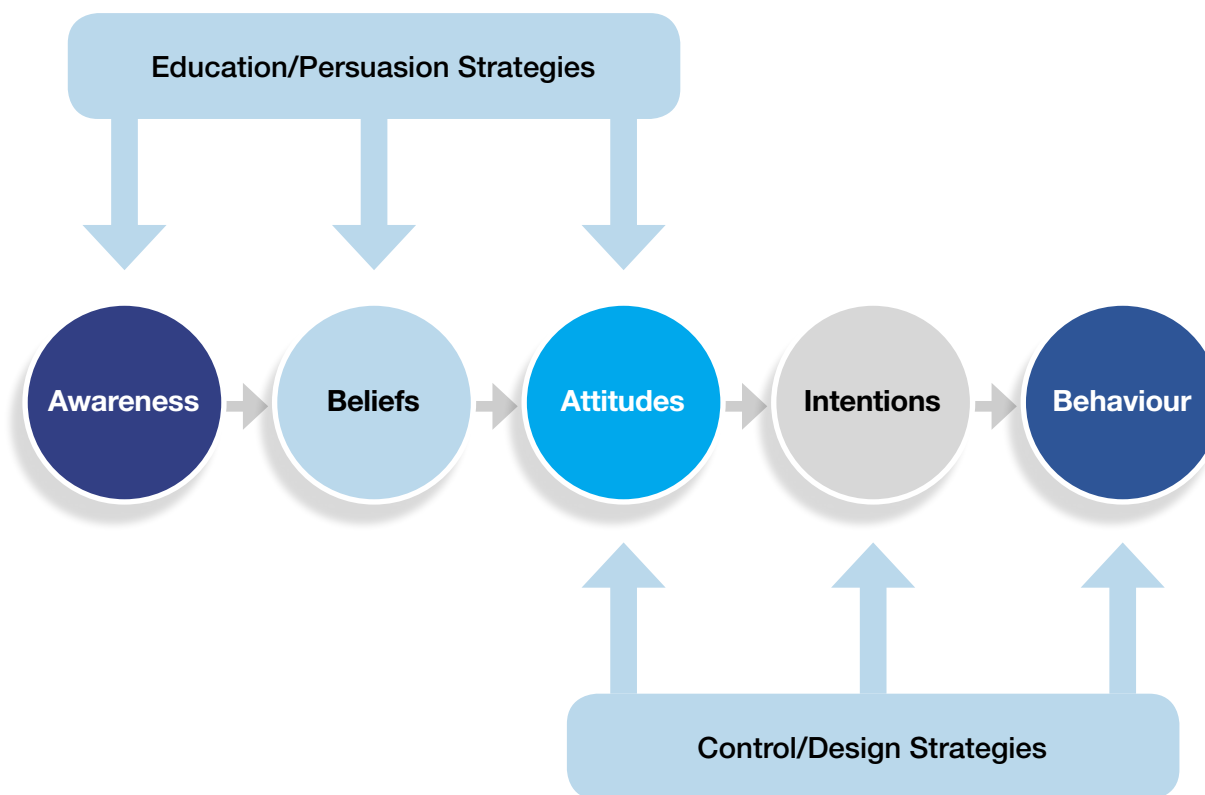 Education/Persuasion Strategies
Awareness
Beliefs
Attitudes
Intentions
Behaviour
Control/Design Strategies